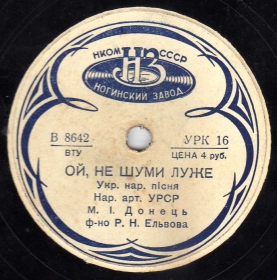 НКОМ НЗ СССР
НОГИНСКИЙ ЗАВОД
В 8642
ВТУ
УРК 16
ЦЕНА 4 руб.
ОЙ, НЕ ШУМИ ЛУЖЕ
Укр. нар. пісня
Нар. арт. УРСР
М. І. Донець
ф-но Р. Н. Ельвова